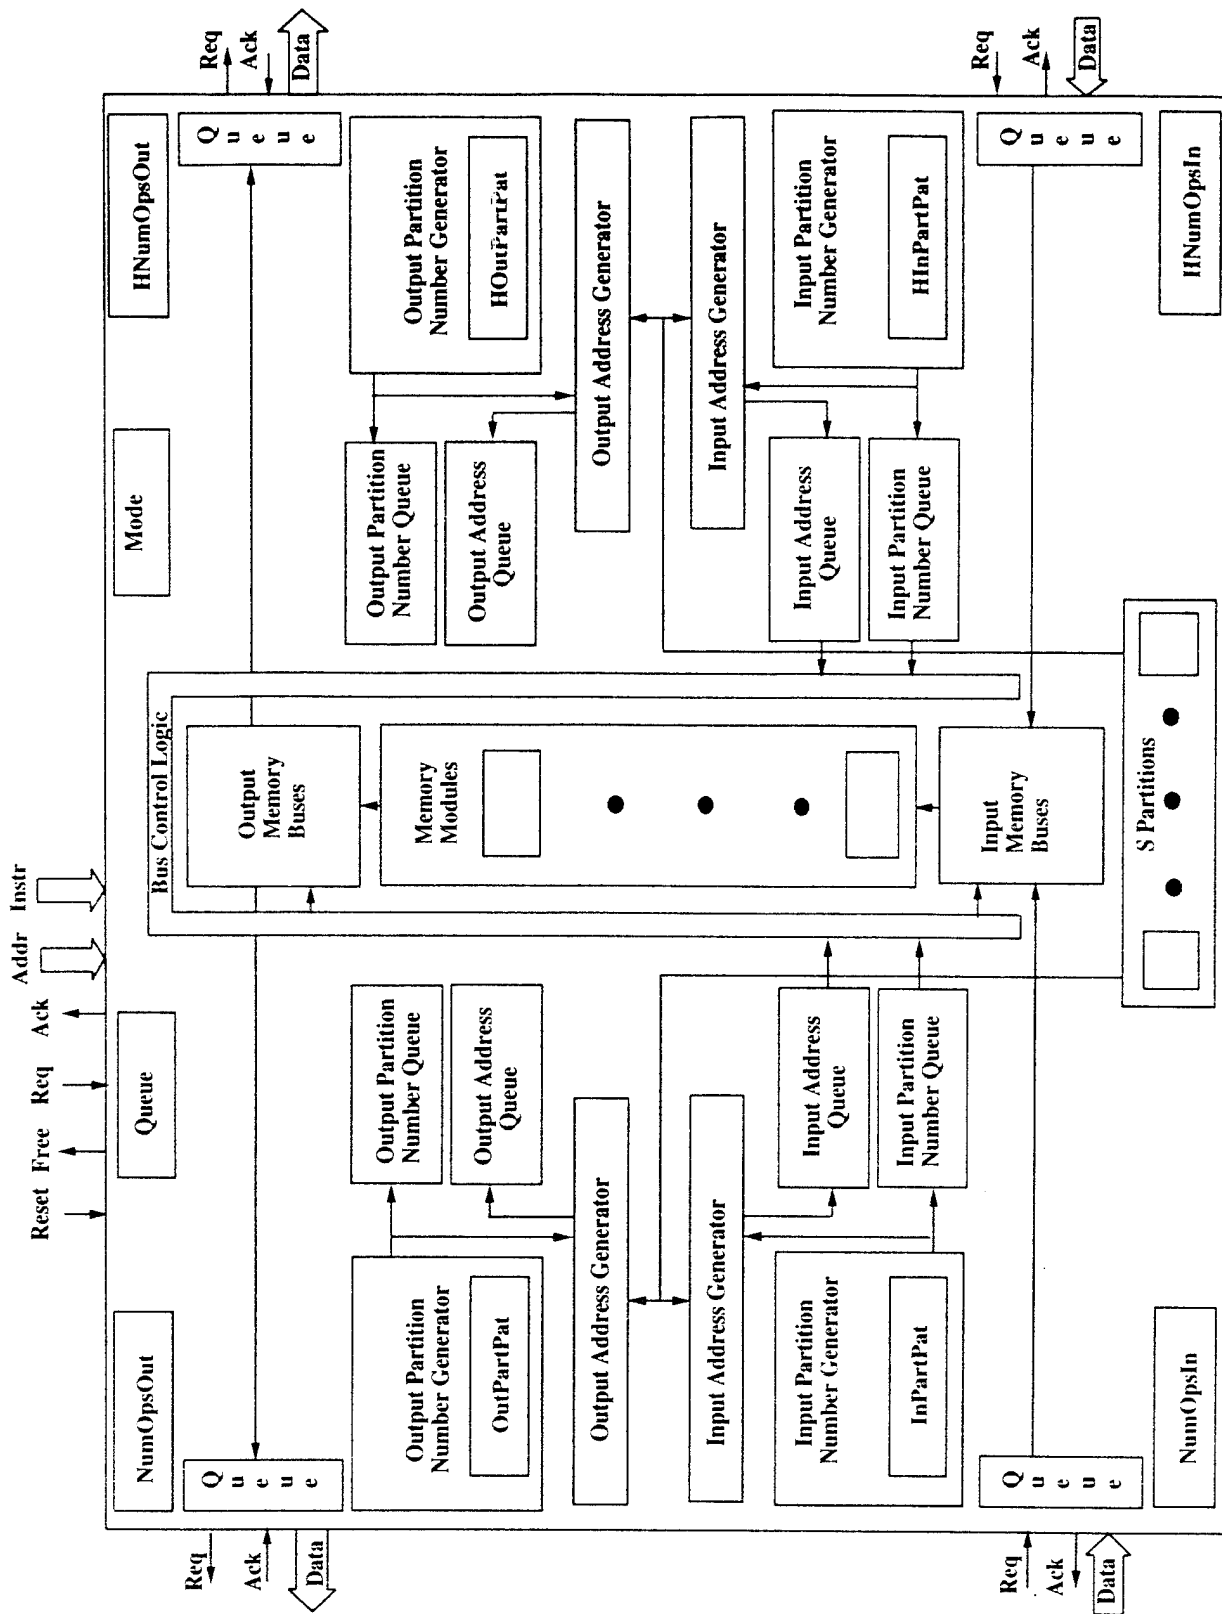 Reset
Free
Req
Ack
Addr
Instr
Req
Ack
Data
Req
Ack
Data
NumOpsOut
Queue
Mode
HNumOpsOut
Queue
Bus Control Logic
Output
Memory
Buses
Queue
Output Partition
Number Generator
OutPartPat
Output Partition
Number Queue
Output Address
Queue
Memory
Modules
Output Partition
Number Queue
Output Address
Queue
Output Partition
Number Generator
HOutPartPat
Output Address Generator
Output Address Generator
Input Address Generator
Input Address Generator
Input Partition
Number Generator
InPartPat
Input Address
Queue
Input Partition
Number Queue
Input Address
Queue
Input Partition
Number Queue
Input Partition
Number Generator
HInPartPat
Queue
Input
Memory
Buses
Queue
Req
Ack
Data
Req
Ack
Data
NumOpsIn
S Partitions
HNumOpsIn